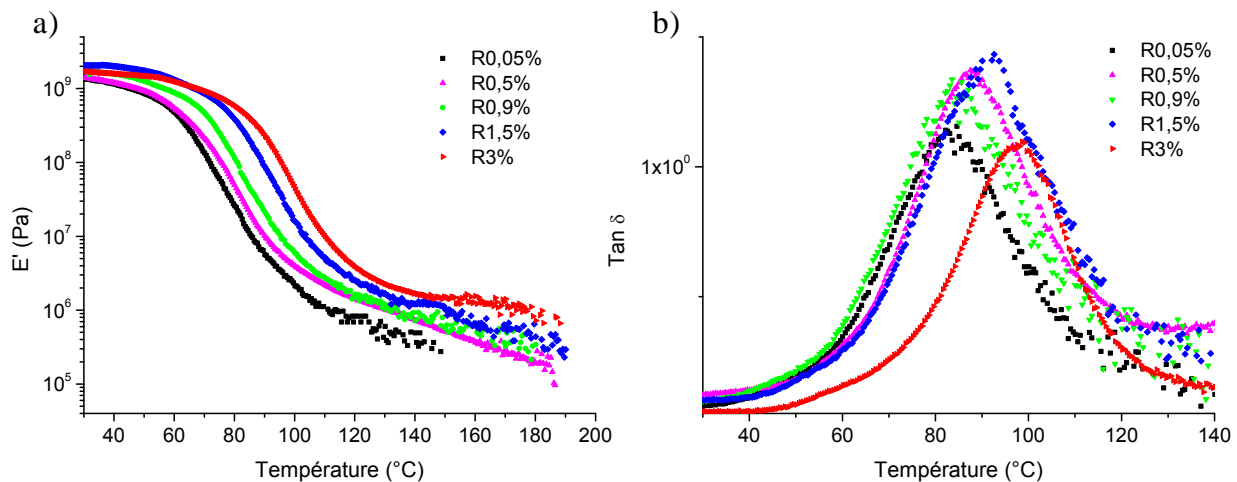 a)
R0,05%
R0,5%
R0,9%
R1,5%
R3%
10⁹
10⁸
10⁷
10⁶
10⁵
E' (Pa)
40 60 80 100 120 140 160 180 200
Température (°C)
b)
R0,05%
R0,5%
R0,9%
R1,5%
R3%
1x10⁰
Tan δ
40 60 80 100 120 140
Température (°C)